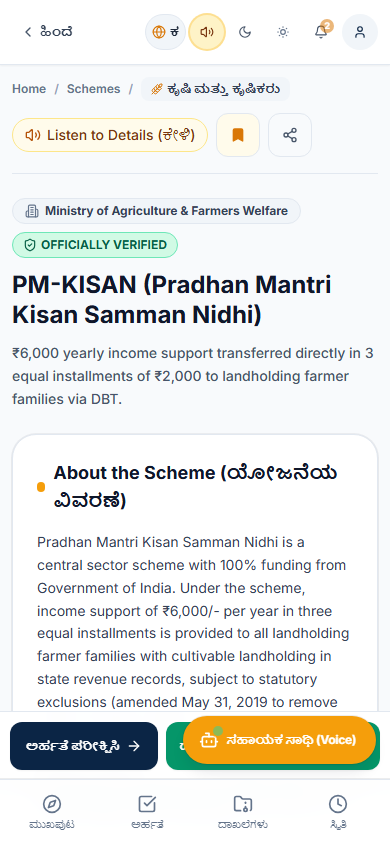 ಹಿಂದೆ
ಕ
2
Home / Schemes / ಕೃಷಿ ಮತ್ತು ಕೃಷಿಕರು
Listen to Details (ಕೇಳಿ)
Ministry of Agriculture & Farmers Welfare
OFFICIALLY VERIFIED
PM-KISAN (Pradhan Mantri
Kisan Samman Nidhi)
₹6,000 yearly income support transferred directly in 3
equal installments of ₹2,000 to landholding farmer
families via DBT.
About the Scheme (ಯೋಜನೆಯ
ವಿವರಣೆ)
Pradhan Mantri Kisan Samman Nidhi is a
central sector scheme with 100% funding from
Government of India. Under the scheme,
income support of ₹6,000/- per year in three
equal installments is provided to all landholding
farmer families with cultivable landholding in
state revenue records, subject to statutory
exclusions (amended May 31, 2019 to remove
ಅರ್ಹತೆ ಪರೀಕ್ಷಿಸಿ →
ಸಹಾಯಕ ಸಾಥಿ (Voice)
ಮುಖಪುಟ
ಅರ್ಹತೆ
ದಾಖಲೆಗಳು
ಸ್ಥಿತಿ